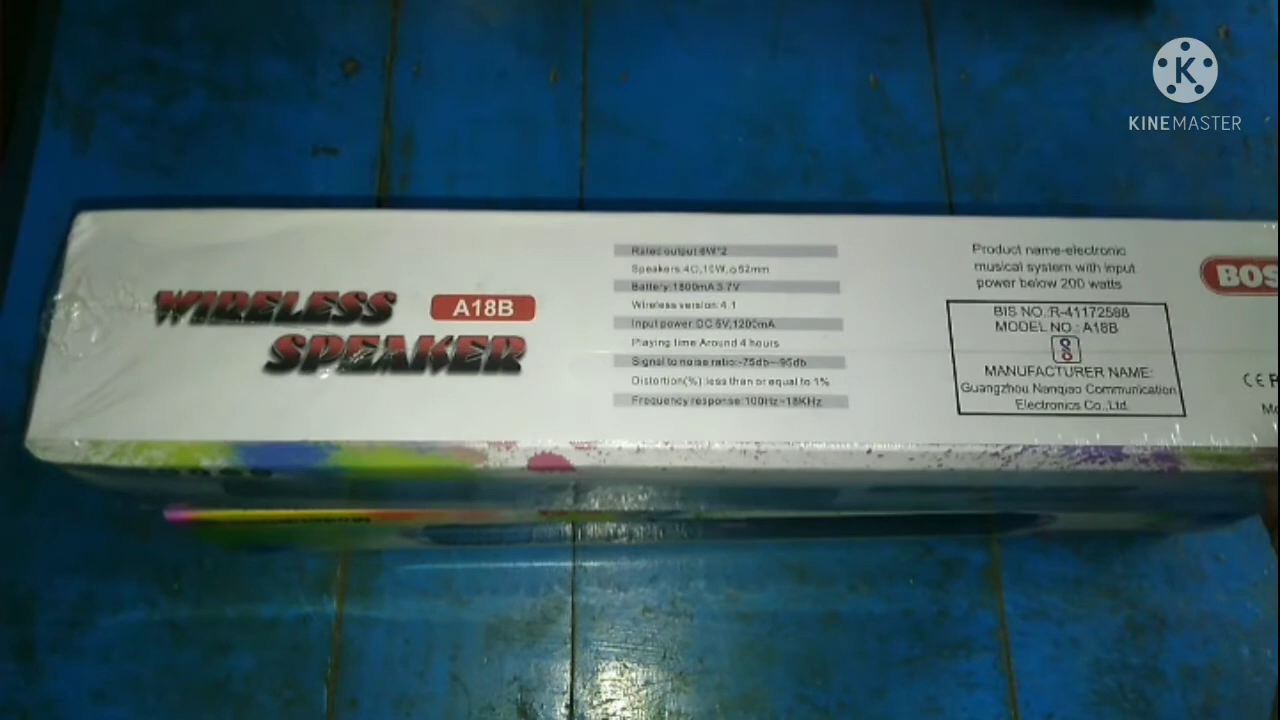 KINEMASTER
WIRELESS
SPEAKER
A18B
Rated output:6W*2
Speakers:4Ω,10W,φ52mm
Battery:1800mA 3.7V
Wireless version:4.1
Input power:DC 5V,1200mA
Playing time:Around 4 hours
Signal to noise ratio:-75db~-95db
Distortion(%):less than or equal to 1%
Frequency response:100Hz~18KHz
Product name-electronic
musical system with input
power below 200 watts
BIS NO.:R-41172588
MODEL NO.: A18B
MANUFACTURER NAME:
Guangzhou Nanqiao Communication
Electronics Co.,Ltd.
BOS
CE